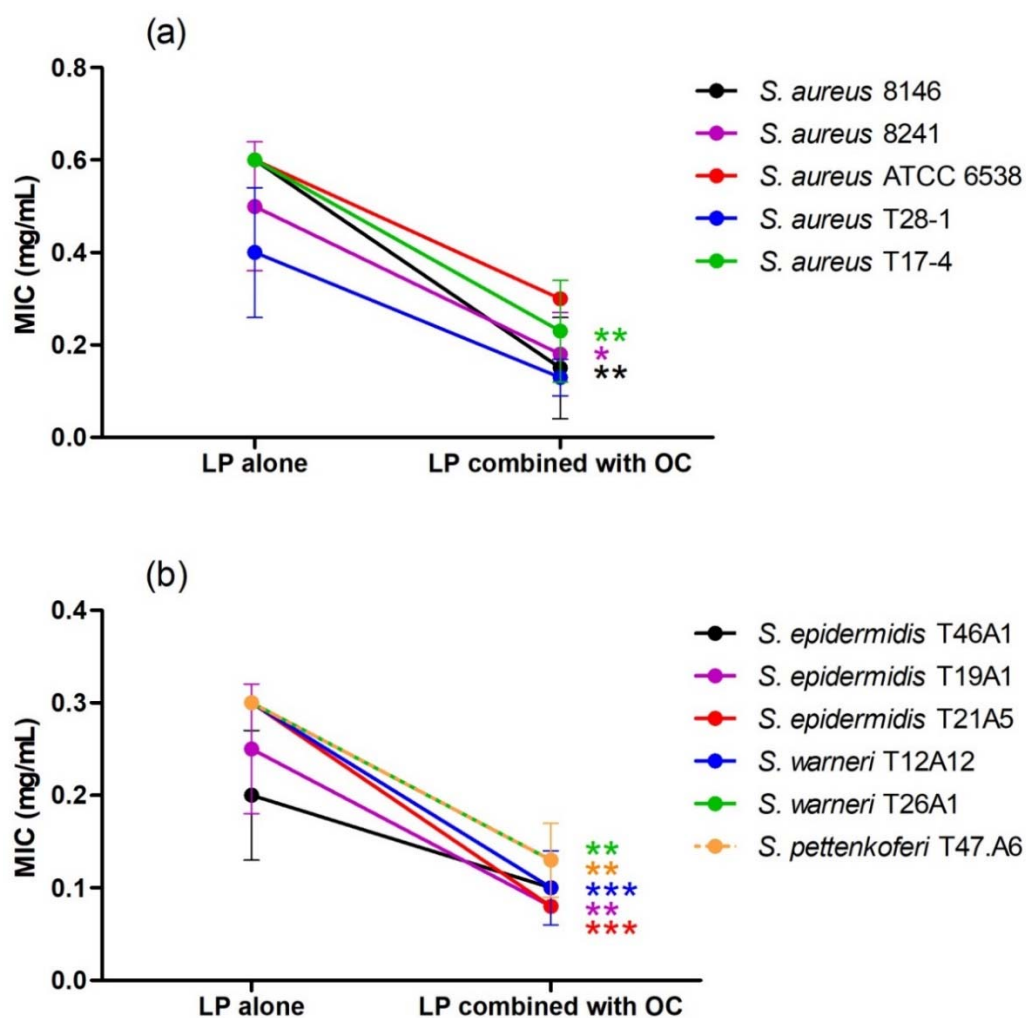 (a)
MIC (mg/mL)
0.8
0.6
0.4
0.2
0.0
LP alone
LP combined with OC
**
*
**
S. aureus 8146
S. aureus 8241
S. aureus ATCC 6538
S. aureus T28-1
S. aureus T17-4
(b)
MIC (mg/mL)
0.4
0.3
0.2
0.1
0.0
LP alone
LP combined with OC
**
**
***
**
***
S. epidermidis T46A1
S. epidermidis T19A1
S. epidermidis T21A5
S. warneri T12A12
S. warneri T26A1
S. pettenkoferi T47.A6